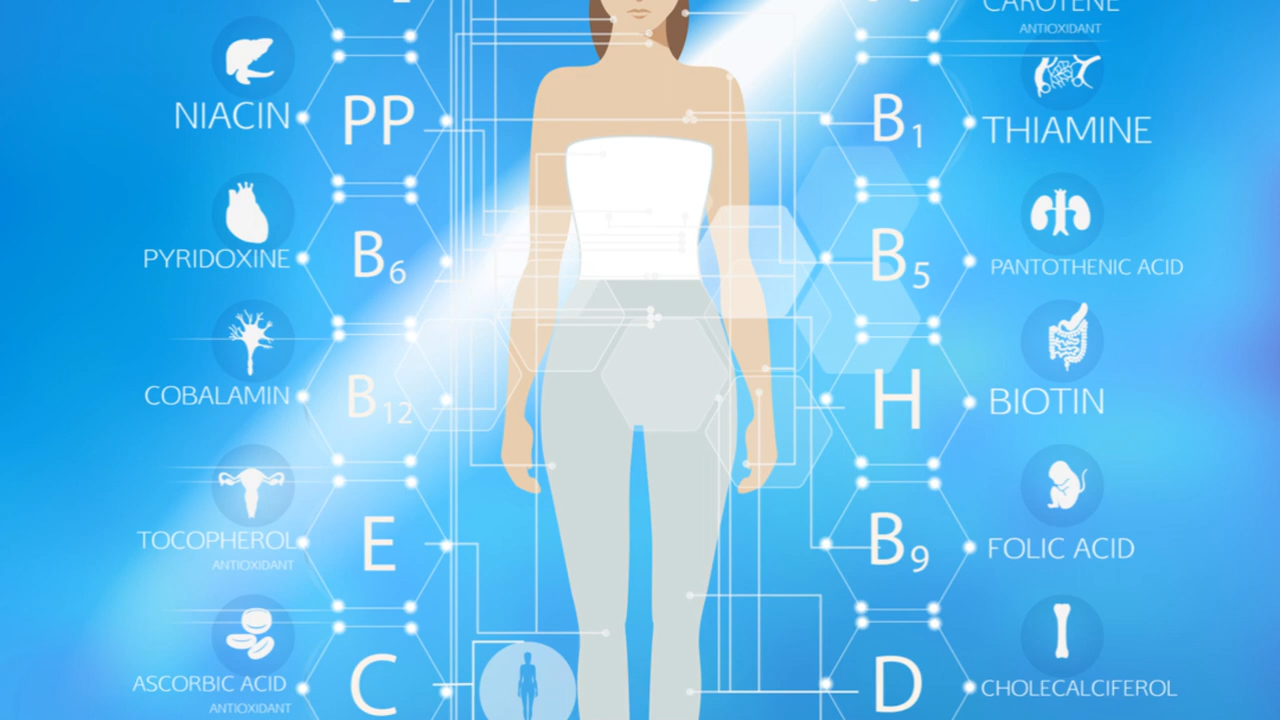 CAROTENE
ANTIOXIDANT
NIACIN
PP
B1
THIAMINE
PYRIDOXINE
B6
B5
PANTOTHENIC ACID
COBALAMIN
B12
H
BIOTIN
TOCOPHEROL
ANTIOXIDANT
E
B9
FOLIC ACID
ASCORBIC ACID
ANTIOXIDANT
C
D
CHOLECALCIFEROL